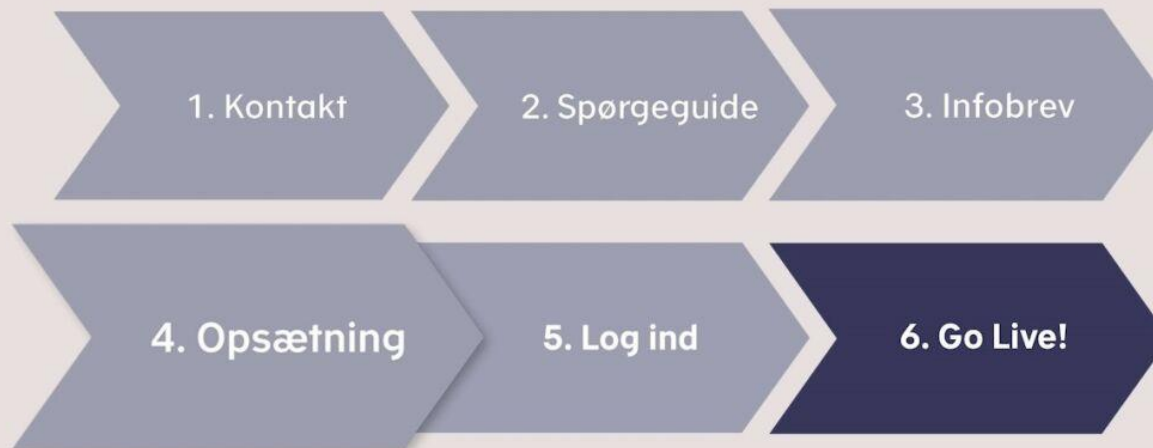 1. Kontakt
2. Spørgeguide
3. Infobrev
4. Opsætning
5. Log ind
6. Go Live!